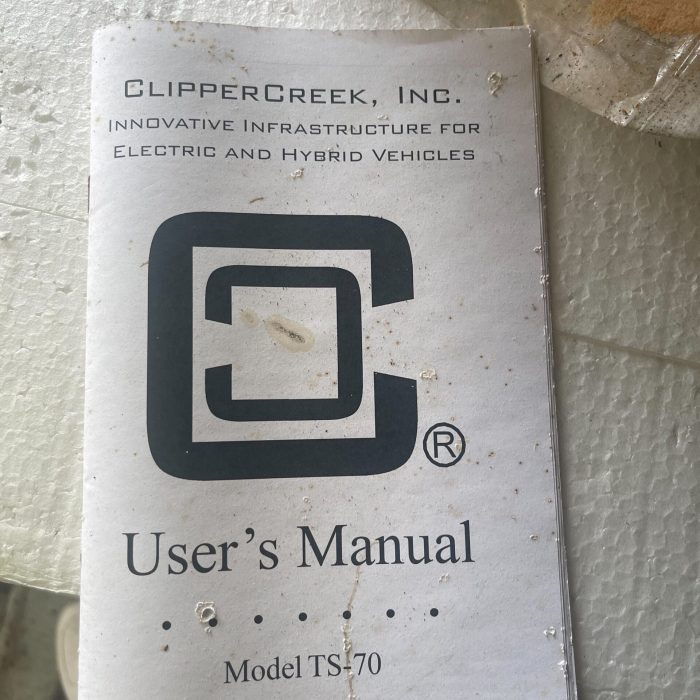 CLIPPERCREEK, INC.
INNOVATIVE INFRASTRUCTURE FOR
ELECTRIC AND HYBRID VEHICLES
®
User's Manual
Model TS-70